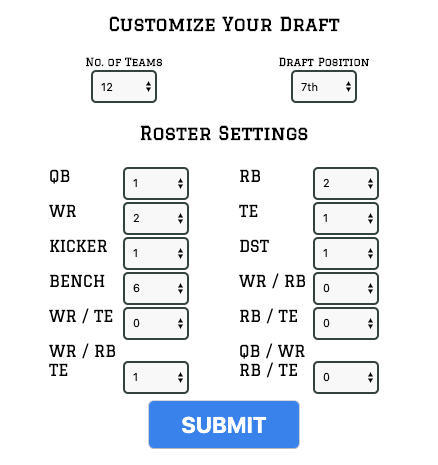 Customize Your Draft
No. of Teams Draft Position
12 7th
Roster Settings
QB 1 RB 2
WR 2 TE 1
KICKER 1 DST 1
BENCH 6 WR / RB 0
WR / TE 0 RB / TE 0
WR / RB QB / WR
TE 1 RB / TE 0
SUBMIT